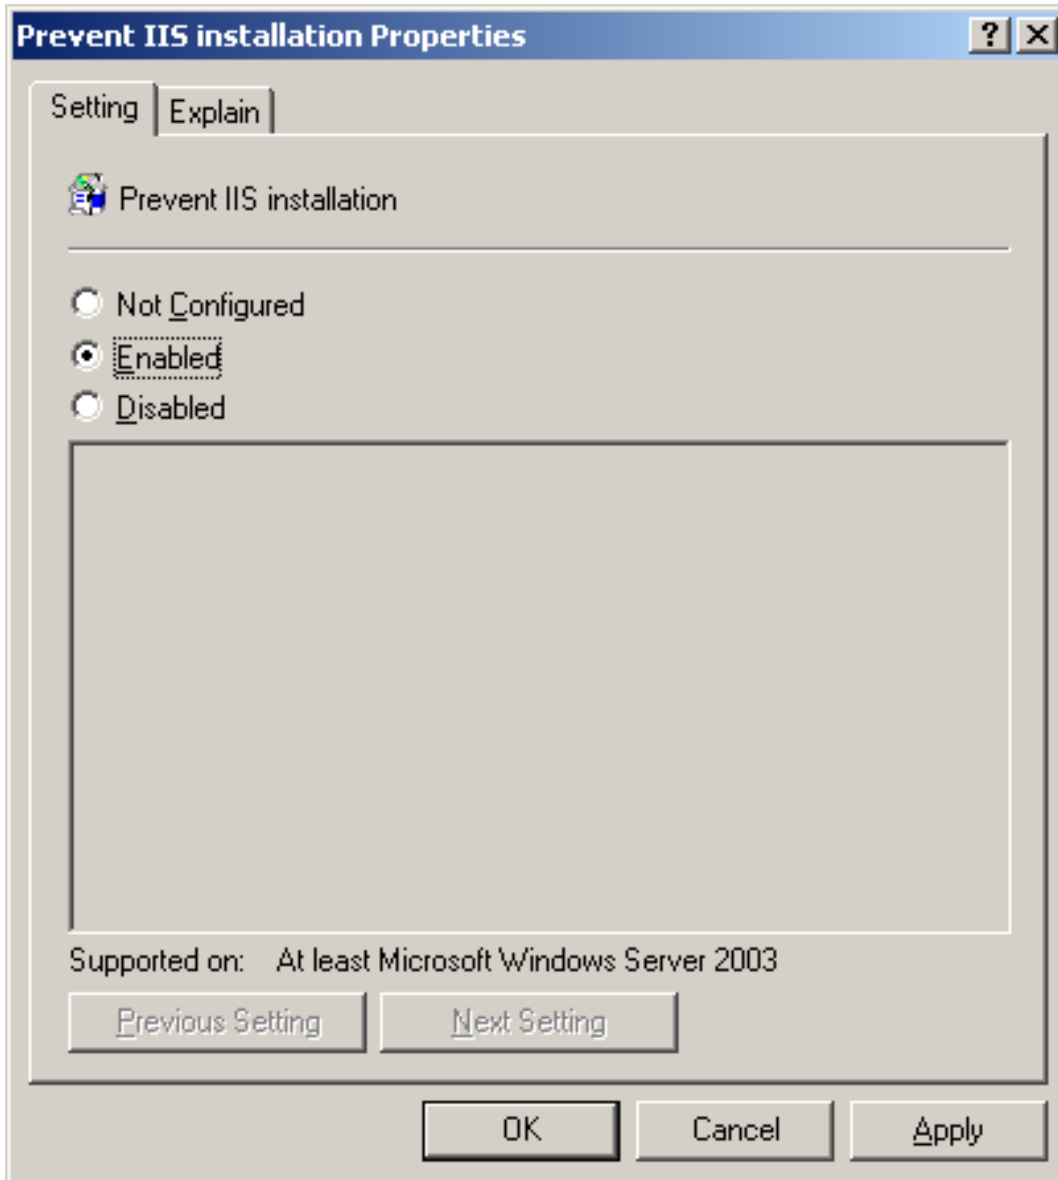 Prevent IIS installation Properties
Setting
Explain
Prevent IIS installation
Not Configured
Enabled
Disabled
Supported on: At least Microsoft Windows Server 2003
Previous Setting
Next Setting
OK
Cancel
Apply